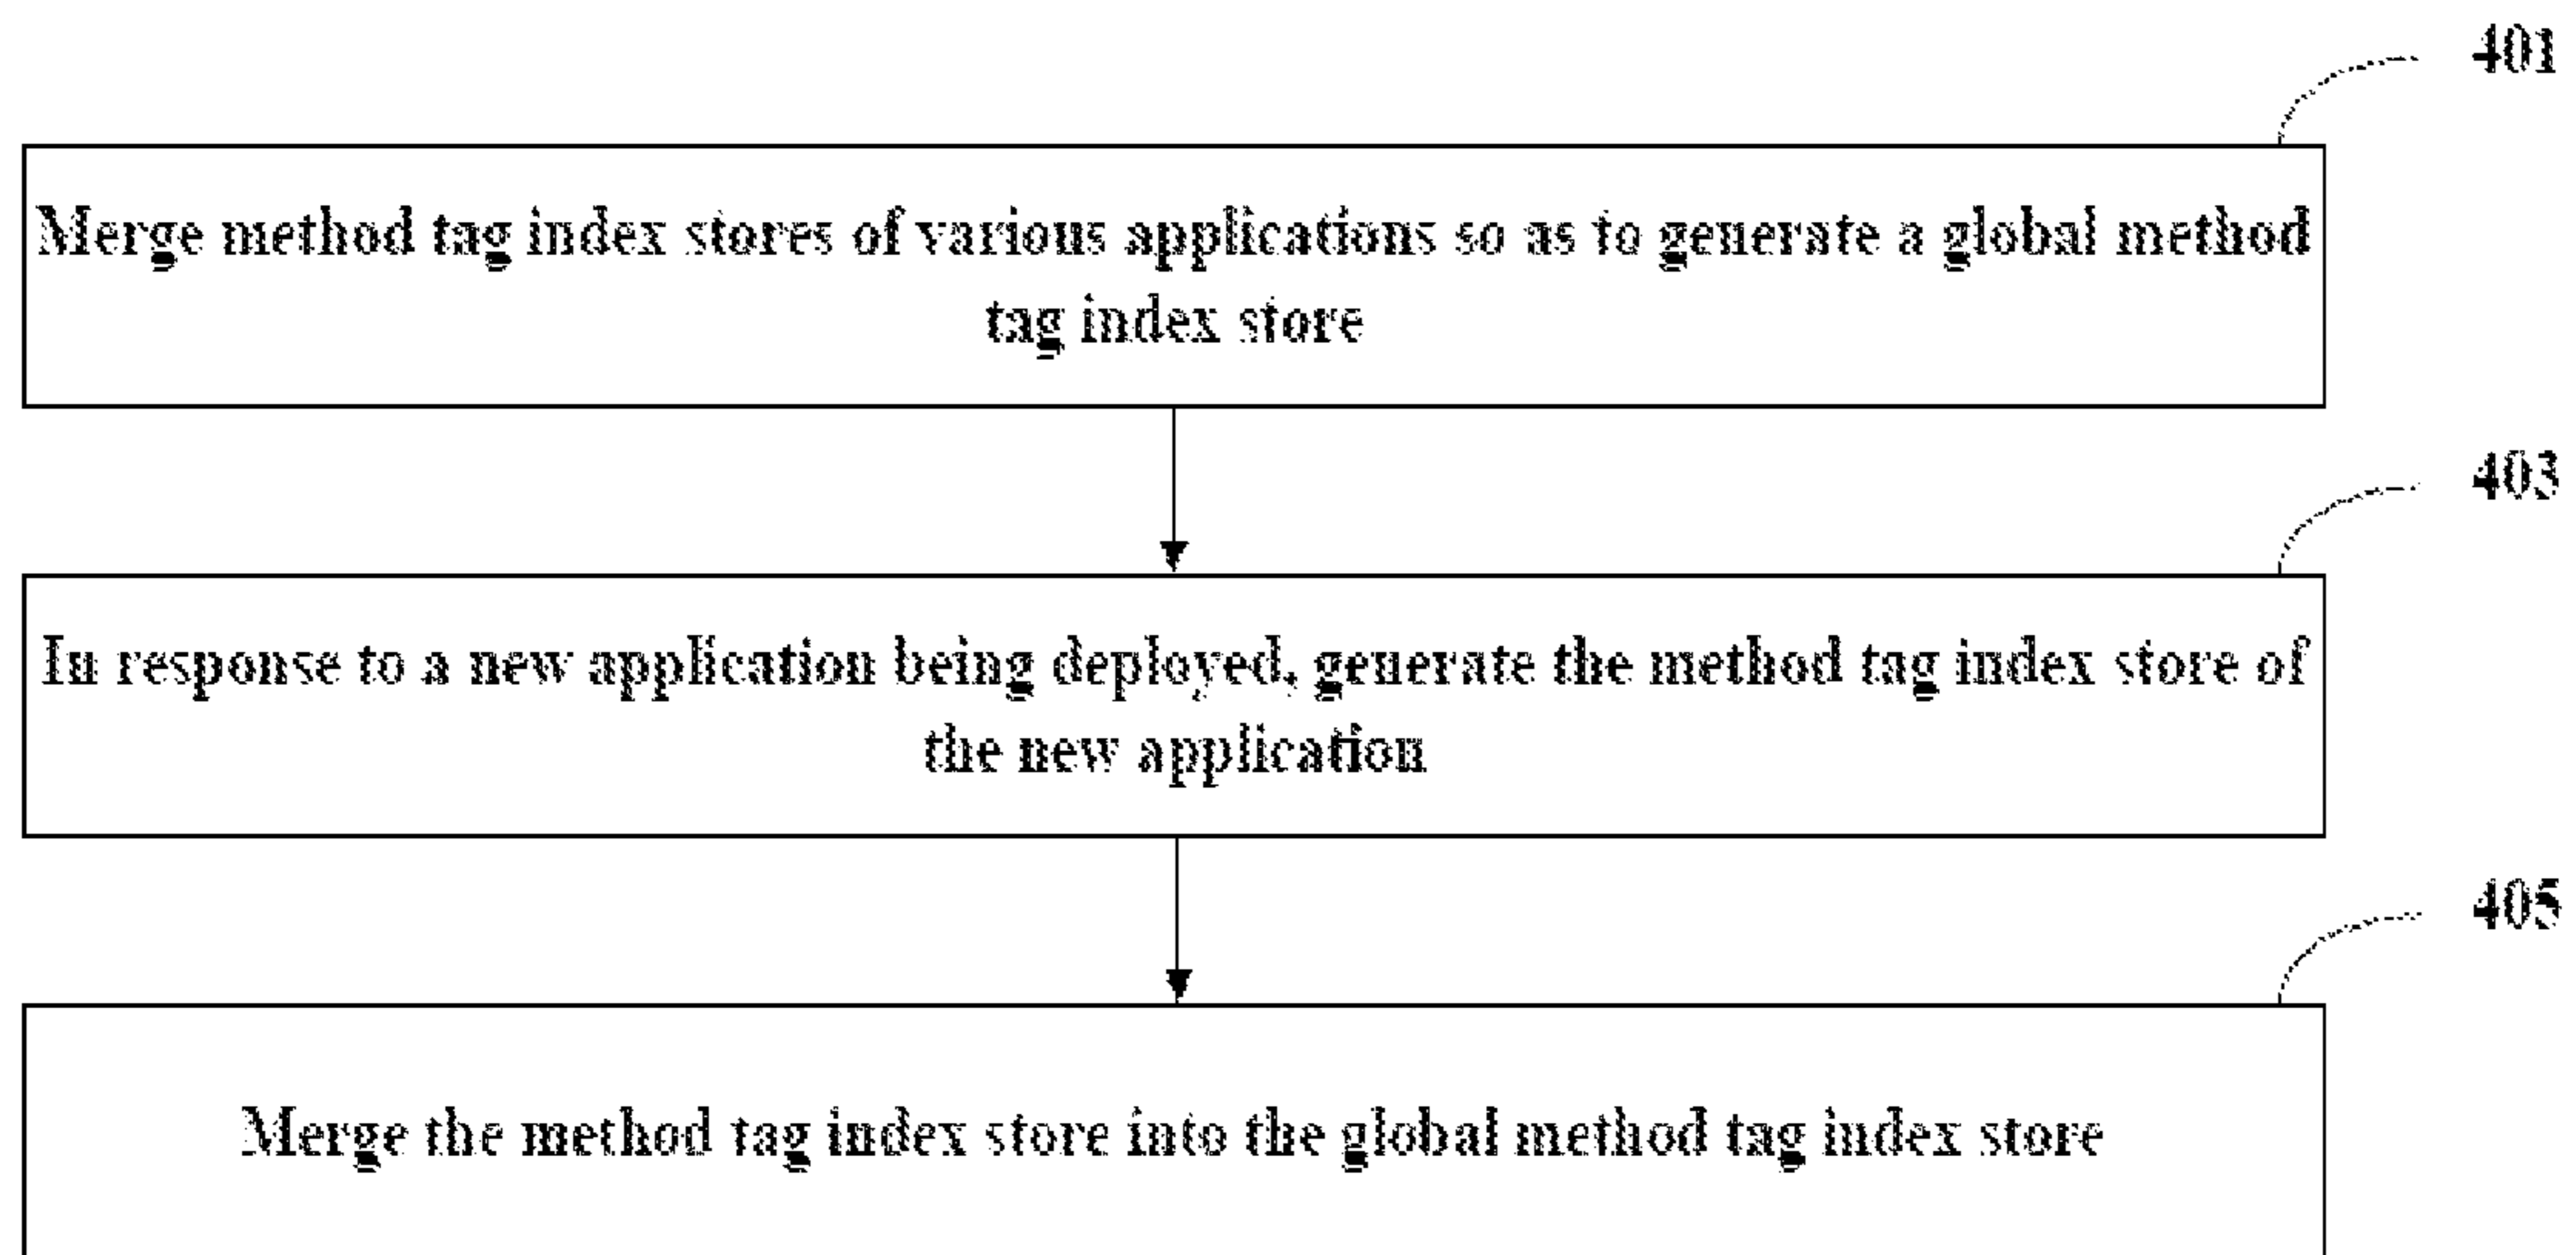 401
Merge method tag index stores of various applications so as to generate a global method
tag index store
403
In response to a new application being deployed, generate the method tag index store of
the new application
405
Merge the method tag index store into the global method tag index store